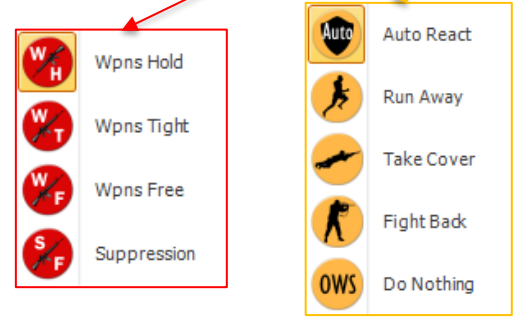 W H Wpns Hold
W T Wpns Tight
W F Wpns Free
S F Suppression
Auto Auto React
Run Away
Take Cover
Fight Back
OWS Do Nothing